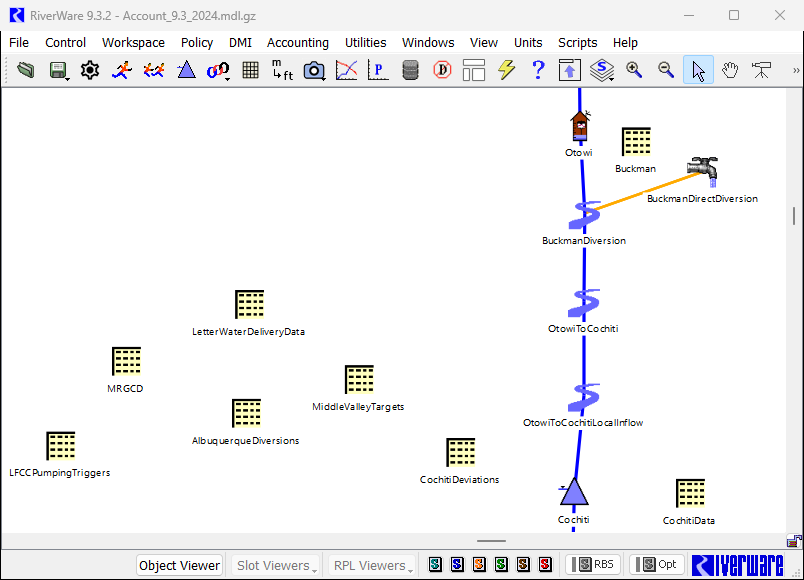 RiverWare 9.3.2 - Account_9.3_2024.mdl.gz
File Control Workspace Policy DMI Accounting Utilities Windows View Units Scripts Help
m ft P D ? S »
Otowi
Buckman
BuckmanDirectDiversion
BuckmanDiversion
LetterWaterDeliveryData
OtowiToCochiti
MRGCD
MiddleValleyTargets
OtowiToCochitiLocalInflow
AlbuquerqueDiversions
LFCCPumpingTriggers
CochitiDeviations
Cochiti
CochitiData
Object Viewer Slot Viewers RPL Viewers S S S S S S S RBS S Opt RiverWare